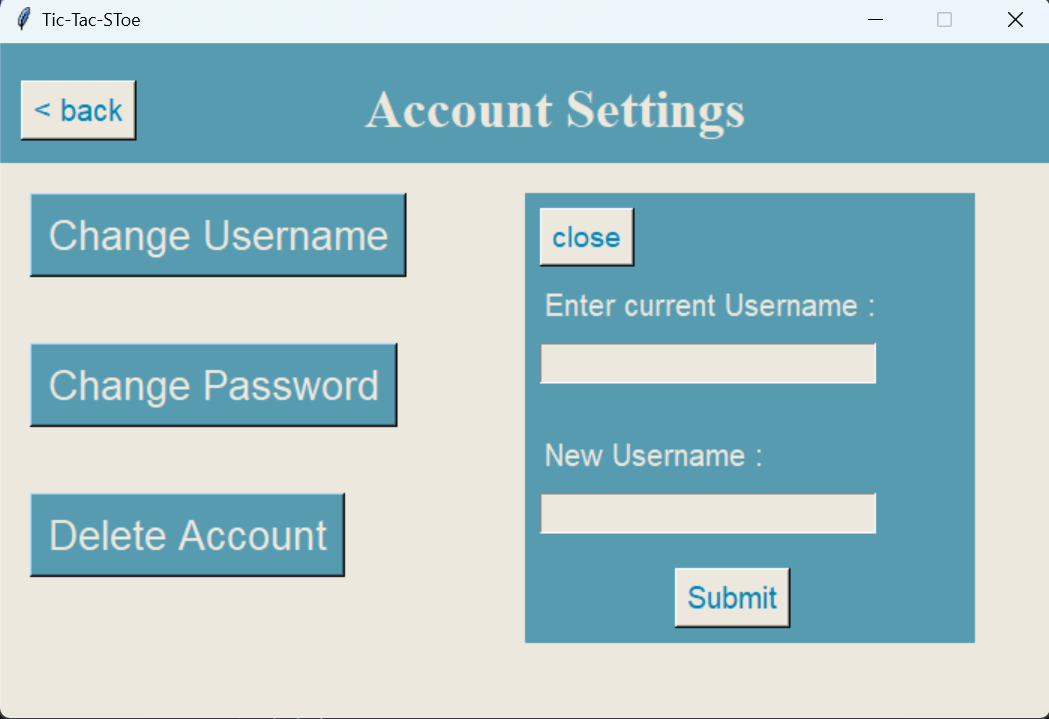 Tic-Tac-SToe
< back
Account Settings
Change Username
Change Password
Delete Account
close
Enter current Username :
New Username :
Submit